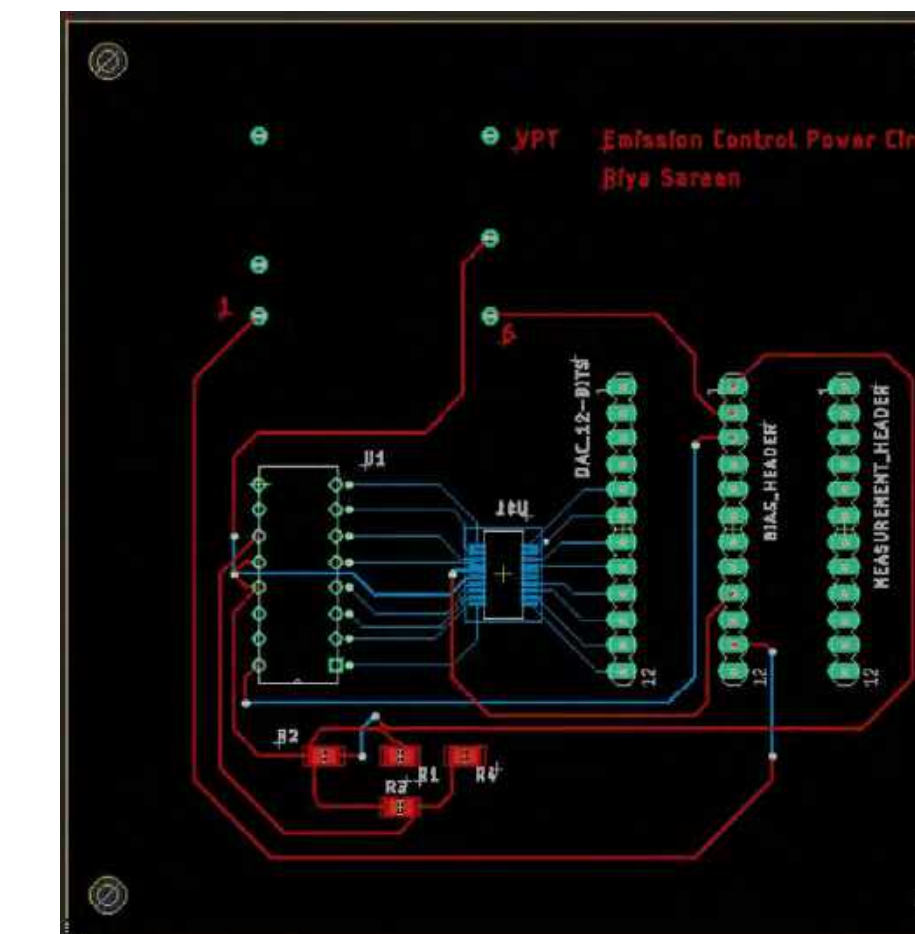 VPT Emission Control Power Cir
Riya Sareen
1
6
DAC_12-BITS
1
12
BIAS_HEADER
1
12
MEASUREMENT_HEADER
1
12
U1
U$1
R2
R1
R3
R4